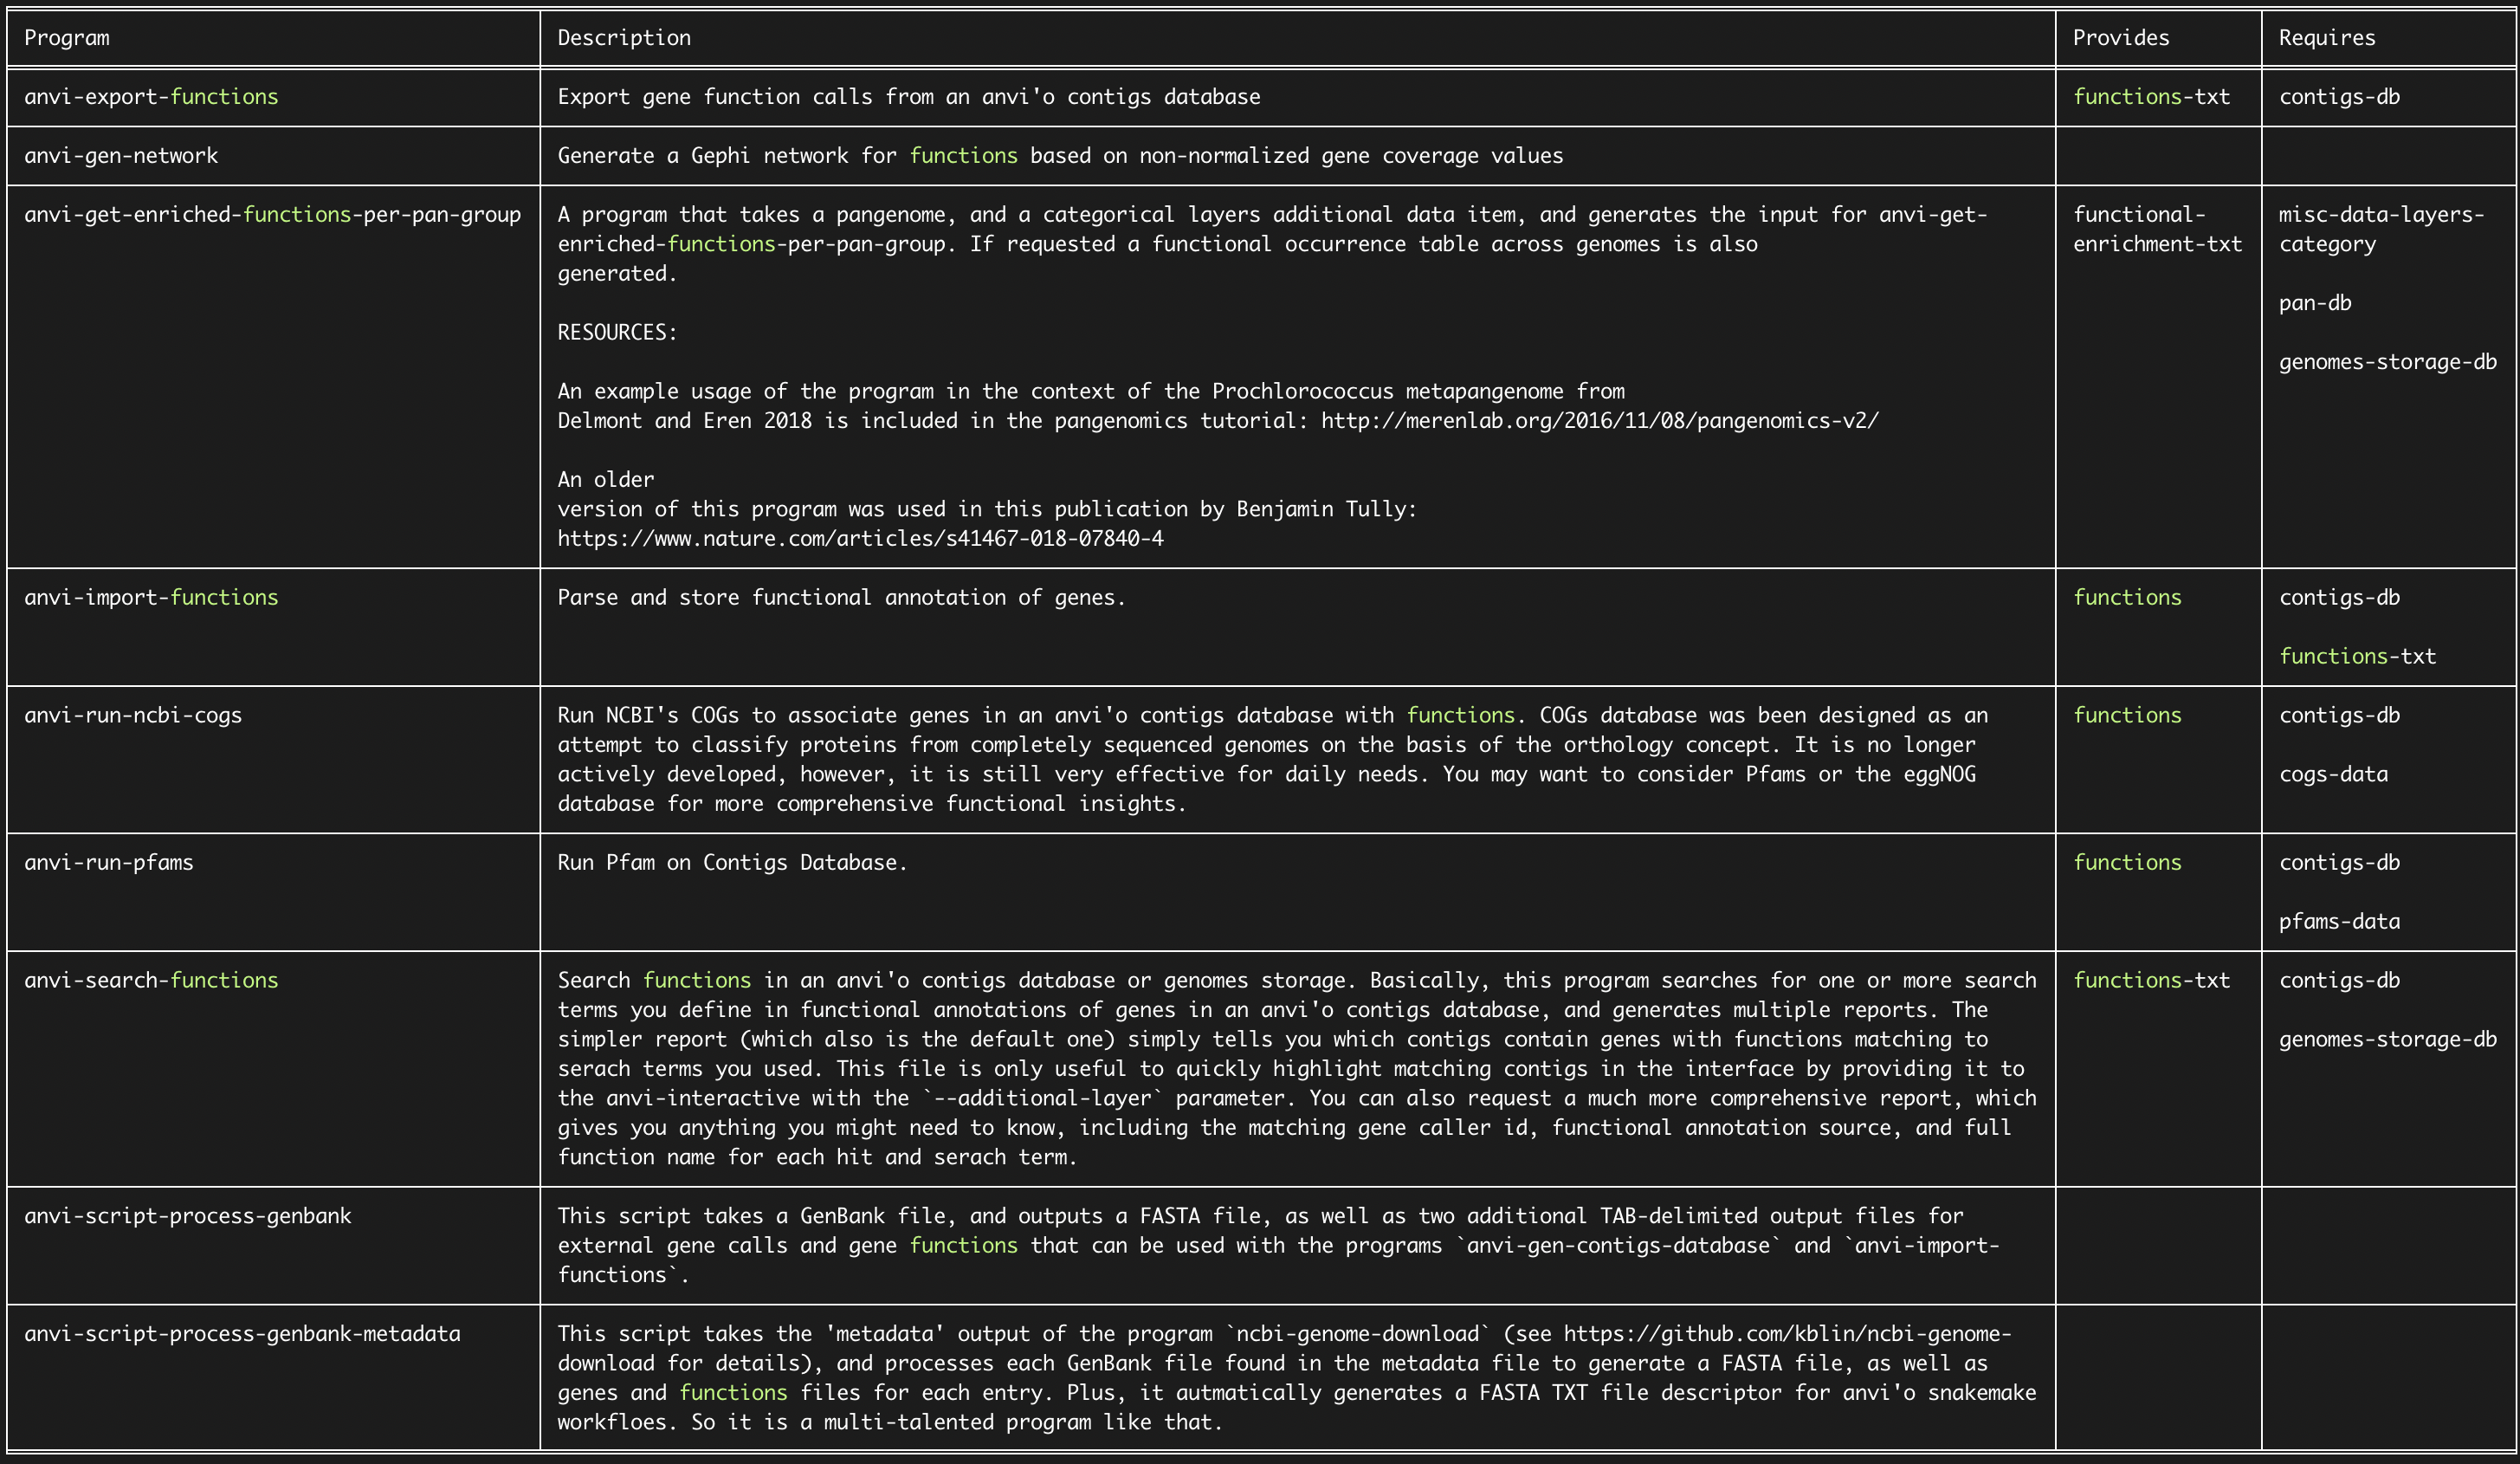 Program Description Provides Requires
anvi-export-functions Export gene function calls from an anvi'o contigs database functions-txt contigs-db
anvi-gen-network Generate a Gephi network for functions based on non-normalized gene coverage values
anvi-get-enriched-functions-per-pan-group A program that takes a pangenome, and a categorical layers additional data item, and generates the input for anvi-get- functional- misc-data-layers-
enriched-functions-per-pan-group. If requested a functional occurrence table across genomes is also enrichment-txt category
generated.
pan-db
RESOURCES:
genomes-storage-db
An example usage of the program in the context of the Prochlorococcus metapangenome from
Delmont and Eren 2018 is included in the pangenomics tutorial: http://merenlab.org/2016/11/08/pangenomics-v2/
An older
version of this program was used in this publication by Benjamin Tully:
https://www.nature.com/articles/s41467-018-07840-4
anvi-import-functions Parse and store functional annotation of genes. functions contigs-db
functions-txt
anvi-run-ncbi-cogs Run NCBI's COGs to associate genes in an anvi'o contigs database with functions. COGs database was been designed as an functions contigs-db
attempt to classify proteins from completely sequenced genomes on the basis of the orthology concept. It is no longer
actively developed, however, it is still very effective for daily needs. You may want to consider Pfams or the eggNOG cogs-data
database for more comprehensive functional insights.
anvi-run-pfams Run Pfam on Contigs Database. functions contigs-db
pfams-data
anvi-search-functions Search functions in an anvi'o contigs database or genomes storage. Basically, this program searches for one or more search functions-txt contigs-db
terms you define in functional annotations of genes in an anvi'o contigs database, and generates multiple reports. The
simpler report (which also is the default one) simply tells you which contigs contain genes with functions matching to genomes-storage-db
serach terms you used. This file is only useful to quickly highlight matching contigs in the interface by providing it to
the anvi-interactive with the `--additional-layer` parameter. You can also request a much more comprehensive report, which
gives you anything you might need to know, including the matching gene caller id, functional annotation source, and full
function name for each hit and serach term.
anvi-script-process-genbank This script takes a GenBank file, and outputs a FASTA file, as well as two additional TAB-delimited output files for
external gene calls and gene functions that can be used with the programs `anvi-gen-contigs-database` and `anvi-import-
functions`.
anvi-script-process-genbank-metadata This script takes the 'metadata' output of the program `ncbi-genome-download` (see https://github.com/kblin/ncbi-genome-
download for details), and processes each GenBank file found in the metadata file to generate a FASTA file, as well as
genes and functions files for each entry. Plus, it autmatically generates a FASTA TXT file descriptor for anvi'o snakemake
workfloes. So it is a multi-talented program like that.